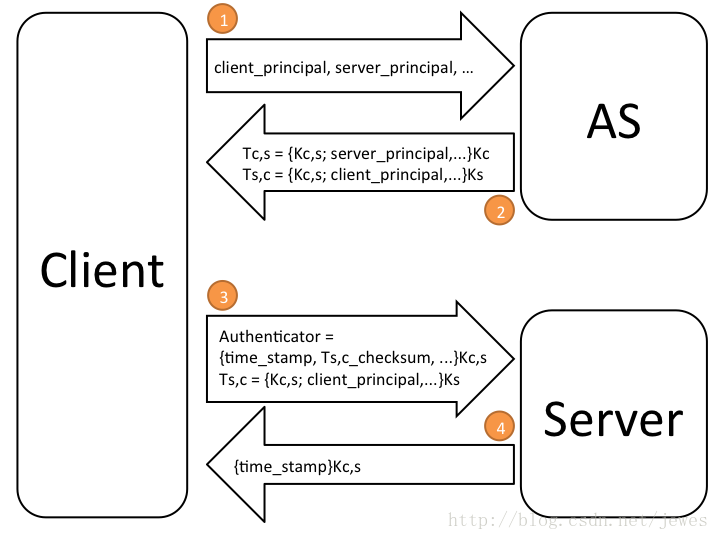 1
client_principal, server_principal, ...
AS
Tc,s = {Kc,s; server_principal,...}Kc
Ts,c = {Kc,s; client_principal,...}Ks
2
Client
3
Authenticator =
{time_stamp, Ts,c_checksum, ...}Kc,s
Ts,c = {Kc,s; client_principal,...}Ks
Server
4
{time_stamp}Kc,s
http://blog.csdn.net/jewes